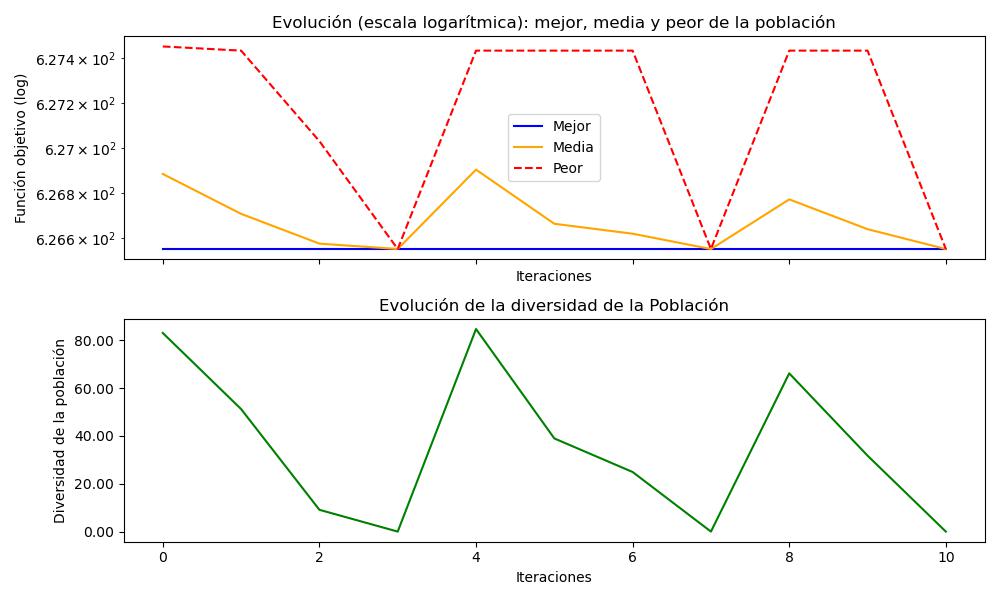 Evolución (escala logarítmica): mejor, media y peor de la población
Función objetivo (log)
6.274 × 10²
6.272 × 10²
6.27 × 10²
6.268 × 10²
6.266 × 10²
Mejor
Media
Peor
Iteraciones
Evolución de la diversidad de la Población
Diversidad de la población
80.00
60.00
40.00
20.00
0.00
0 2 4 6 8 10
Iteraciones